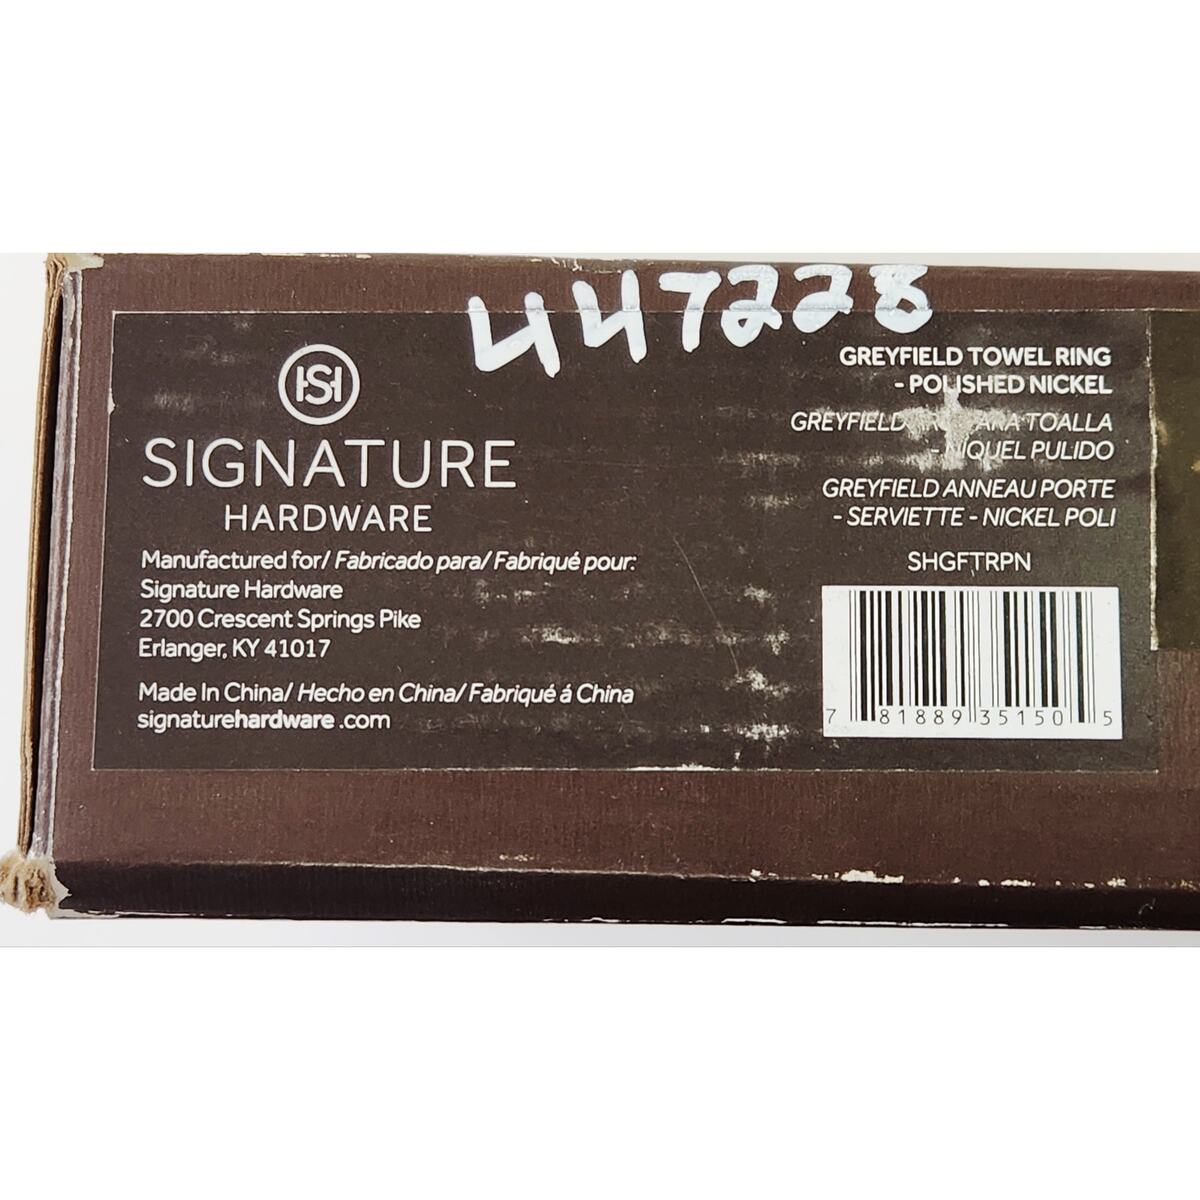 447228
HS
SIGNATURE
HARDWARE
Manufactured for/ Fabricado para/ Fabriqué pour:
Signature Hardware
2700 Crescent Springs Pike
Erlanger, KY 41017
Made In China/ Hecho en China/ Fabriqué á China
signaturehardware.com
GREYFIELD TOWEL RING
- POLISHED NICKEL
GREYFIELD TOALLA
- NIQUEL PULIDO
GREYFIELD ANNEAU PORTE
- SERVIETTE - NICKEL POLI
SHGFTRPN
7 81889 35150 5